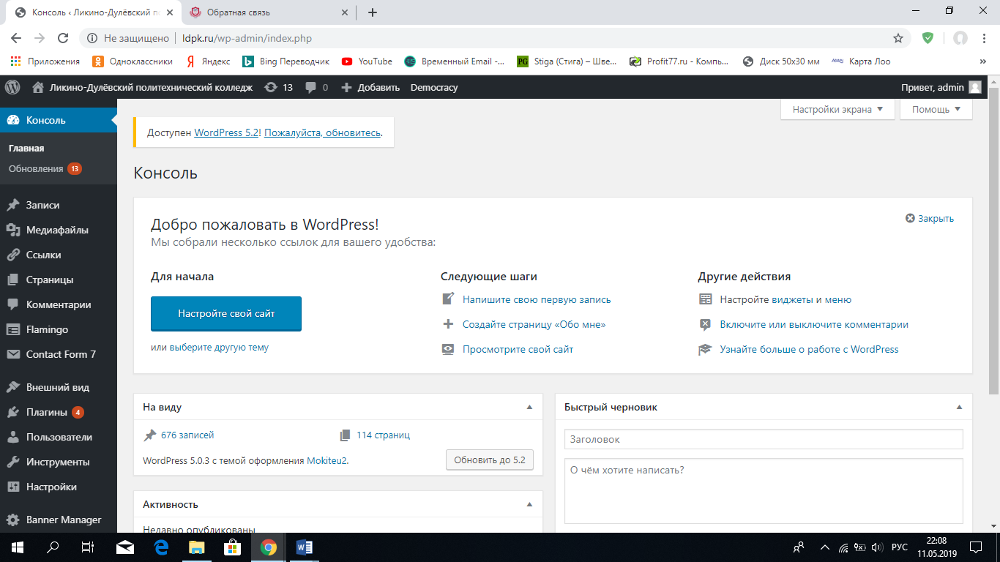 Консоль ‹ Ликино-Дулёвский п
Обратная связь
Не защищено | ldpk.ru/wp-admin/index.php
Приложения Одноклассники Яндекс Bing Переводчик YouTube Временный Email -... Stiga (Стига) – Шве... Profit77.ru - Компь... Диск 50x30 мм Карта Лоо »
Ликино-Дулёвский политехнический колледж 13 0 Добавить Democracy Привет, admin
Консоль
Главная
Обновления 13
Записи
Медиафайлы
Ссылки
Страницы
Комментарии
Flamingo
Contact Form 7
Внешний вид
Плагины 4
Пользователи
Инструменты
Настройки
Banner Manager
Настройки экрана Помощь
Доступен WordPress 5.2! Пожалуйста, обновитесь.
Консоль
Добро пожаловать в WordPress!
Мы собрали несколько ссылок для вашего удобства:
Закрыть
Для начала
Настройте свой сайт
или выберите другую тему
Следующие шаги
Напишите свою первую запись
Создайте страницу «Обо мне»
Просмотрите свой сайт
Другие действия
Настройте виджеты и меню
Включите или выключите комментарии
Узнайте больше о работе с WordPress
На виду
676 записей 114 страниц
WordPress 5.0.3 с темой оформления Mokiteu2.
Обновить до 5.2
Активность
Недавно опубликованы
Быстрый черновик
Заголовок
О чём хотите написать?
РУС
22:08
11.05.2019